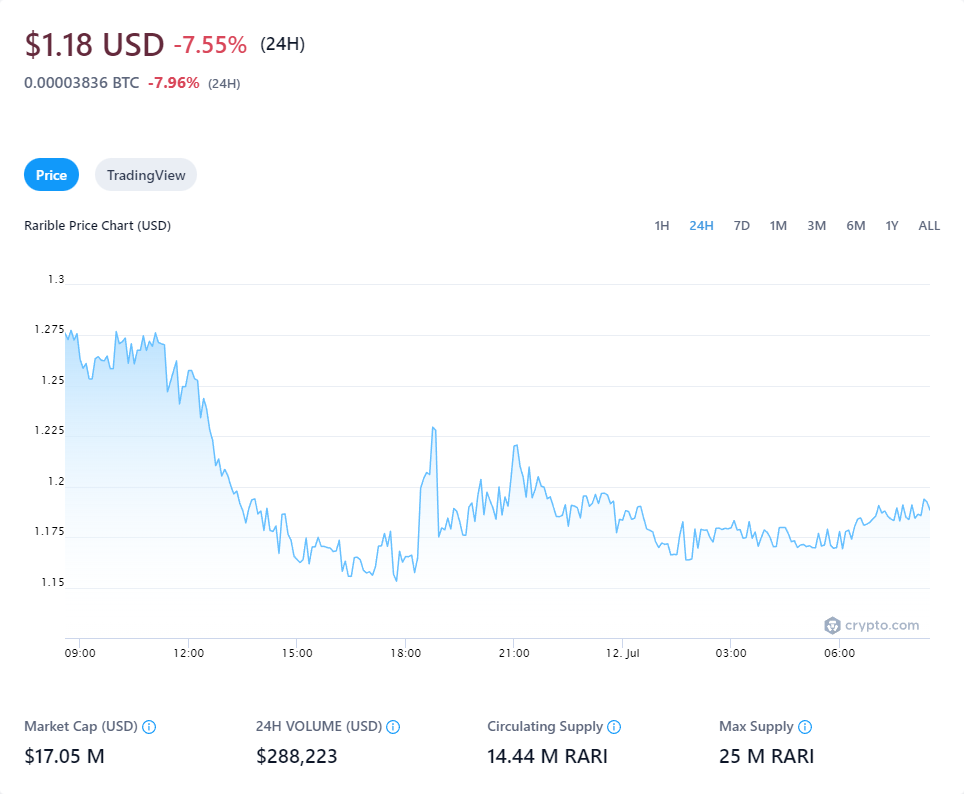 $1.18 USD -7.55% (24H)
0.00003836 BTC -7.96% (24H)
Price TradingView
Rarible Price Chart (USD) 1H 24H 7D 1M 3M 6M 1Y ALL
1.3
1.275
1.25
1.225
1.2
1.175
1.15
crypto.com
09:00 12:00 15:00 18:00 21:00 12. Jul 03:00 06:00
Market Cap (USD) 24H VOLUME (USD) Circulating Supply Max Supply
$17.05 M $288,223 14.44 M RARI 25 M RARI